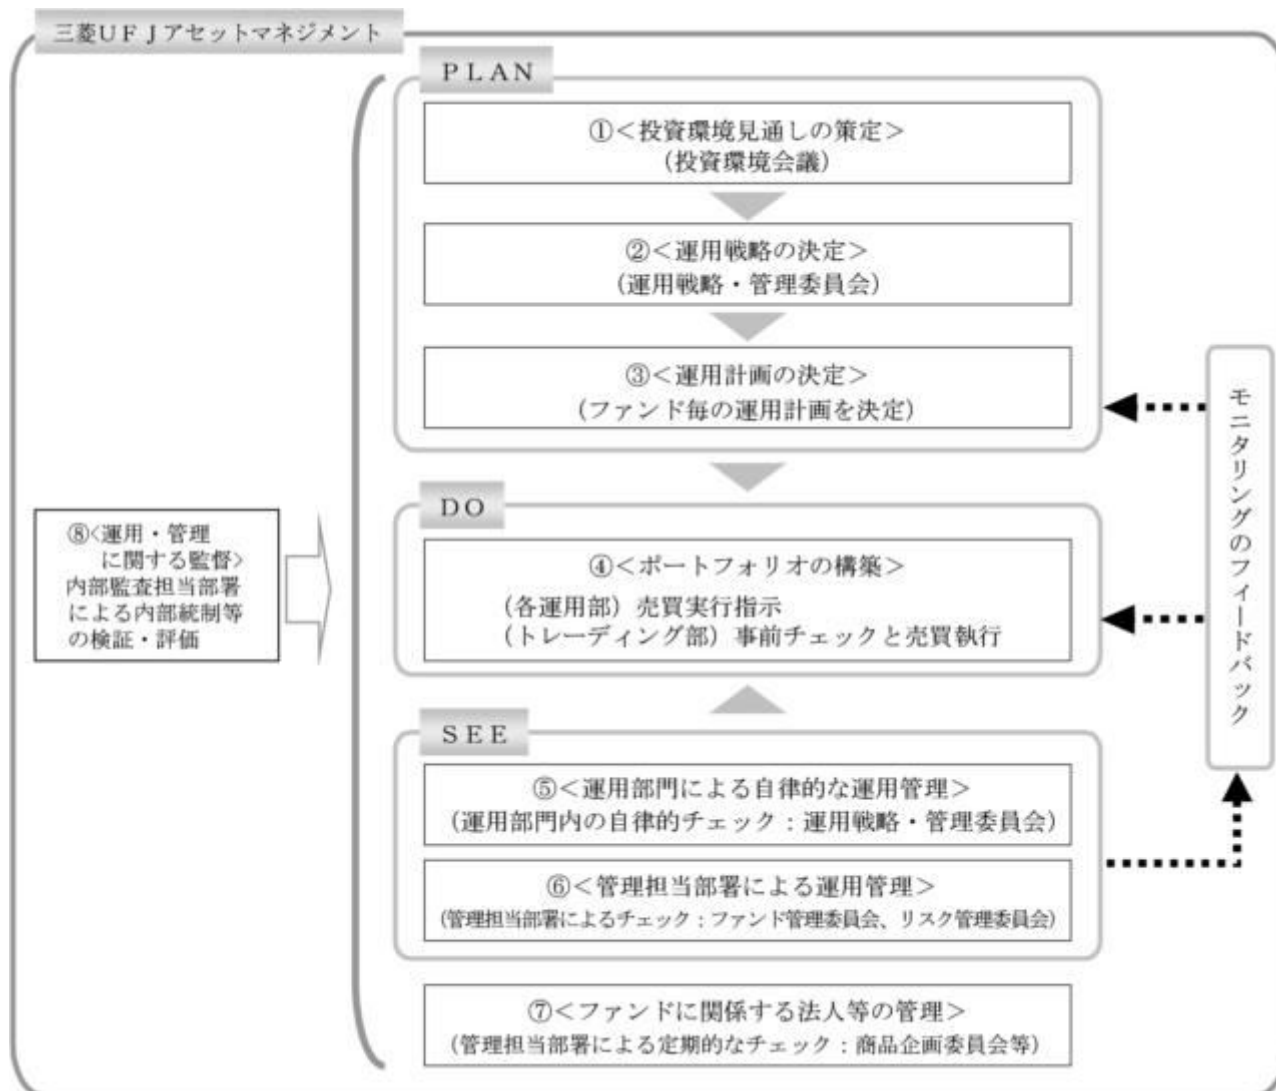 三菱ＵＦＪアセットマネジメント
ＰＬＡＮ
①＜投資環境見通しの策定＞
（投資環境会議）
②＜運用戦略の決定＞
（運用戦略・管理委員会）
③＜運用計画の決定＞
（ファンド毎の運用計画を決定）
ＤＯ
④＜ポートフォリオの構築＞
（各運用部）売買実行指示
（トレーディング部）事前チェックと売買執行
ＳＥＥ
⑤＜運用部門による自律的な運用管理＞
（運用部門内の自律的チェック：運用戦略・管理委員会）
⑥＜管理担当部署による運用管理＞
（管理担当部署によるチェック：ファンド管理委員会、リスク管理委員会）
⑦＜ファンドに関係する法人等の管理＞
（管理担当部署による定期的なチェック：商品企画委員会等）
⑧＜運用・管理
に関する監督＞
内部監査担当部署
による内部統制等
の検証・評価
モニタリングのフィードバック